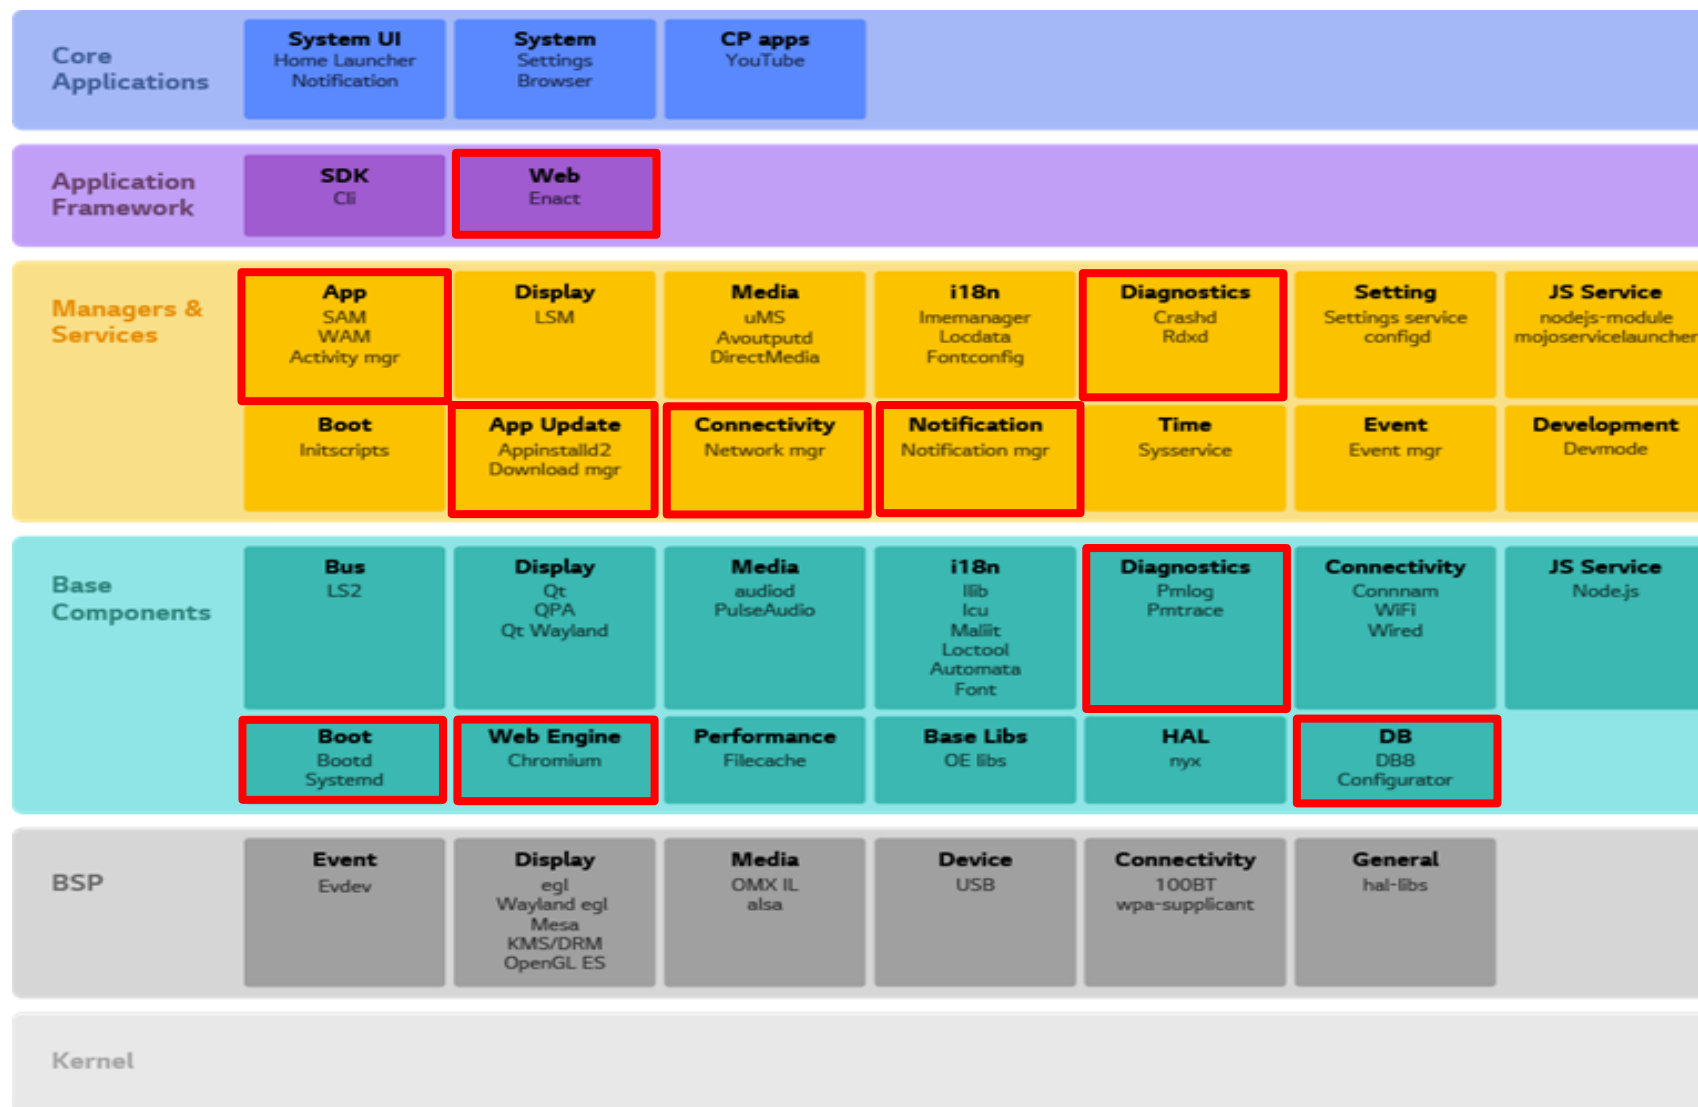 Core
Applications
System UI
Home Launcher
Notification
System
Settings
Browser
CP apps
YouTube
Application
Framework
SDK
Cli
Web
Enact
Managers &
Services
App
SAM
WAM
Activity mgr
Display
LSM
Media
uMS
Avoutputd
DirectMedia
i18n
Imemanager
Locdata
Fontconfig
Diagnostics
Crashd
Rdxd
Setting
Settings service
configd
JS Service
nodejs-module
mojoservicelauncher
Boot
Initscripts
App Update
Appinstalld2
Download mgr
Connectivity
Network mgr
Notification
Notification mgr
Time
Sysservice
Event
Event mgr
Development
Devmode
Base
Components
Bus
LS2
Display
Qt
QPA
Qt Wayland
Media
audiod
PulseAudio
i18n
Ilib
Icu
Maliit
Loctool
Automata
Font
Diagnostics
Pmlog
Pmtrace
Connectivity
Connnam
WiFi
Wired
JS Service
Node.js
Boot
Bootd
Systemd
Web Engine
Chromium
Performance
Filecache
Base Libs
OE libs
HAL
nyx
DB
DB8
Configurator
BSP
Event
Evdev
Display
egl
Wayland egl
Mesa
KMS/DRM
OpenGL ES
Media
OMX IL
alsa
Device
USB
Connectivity
100BT
wpa-supplicant
General
hal-libs
Kernel